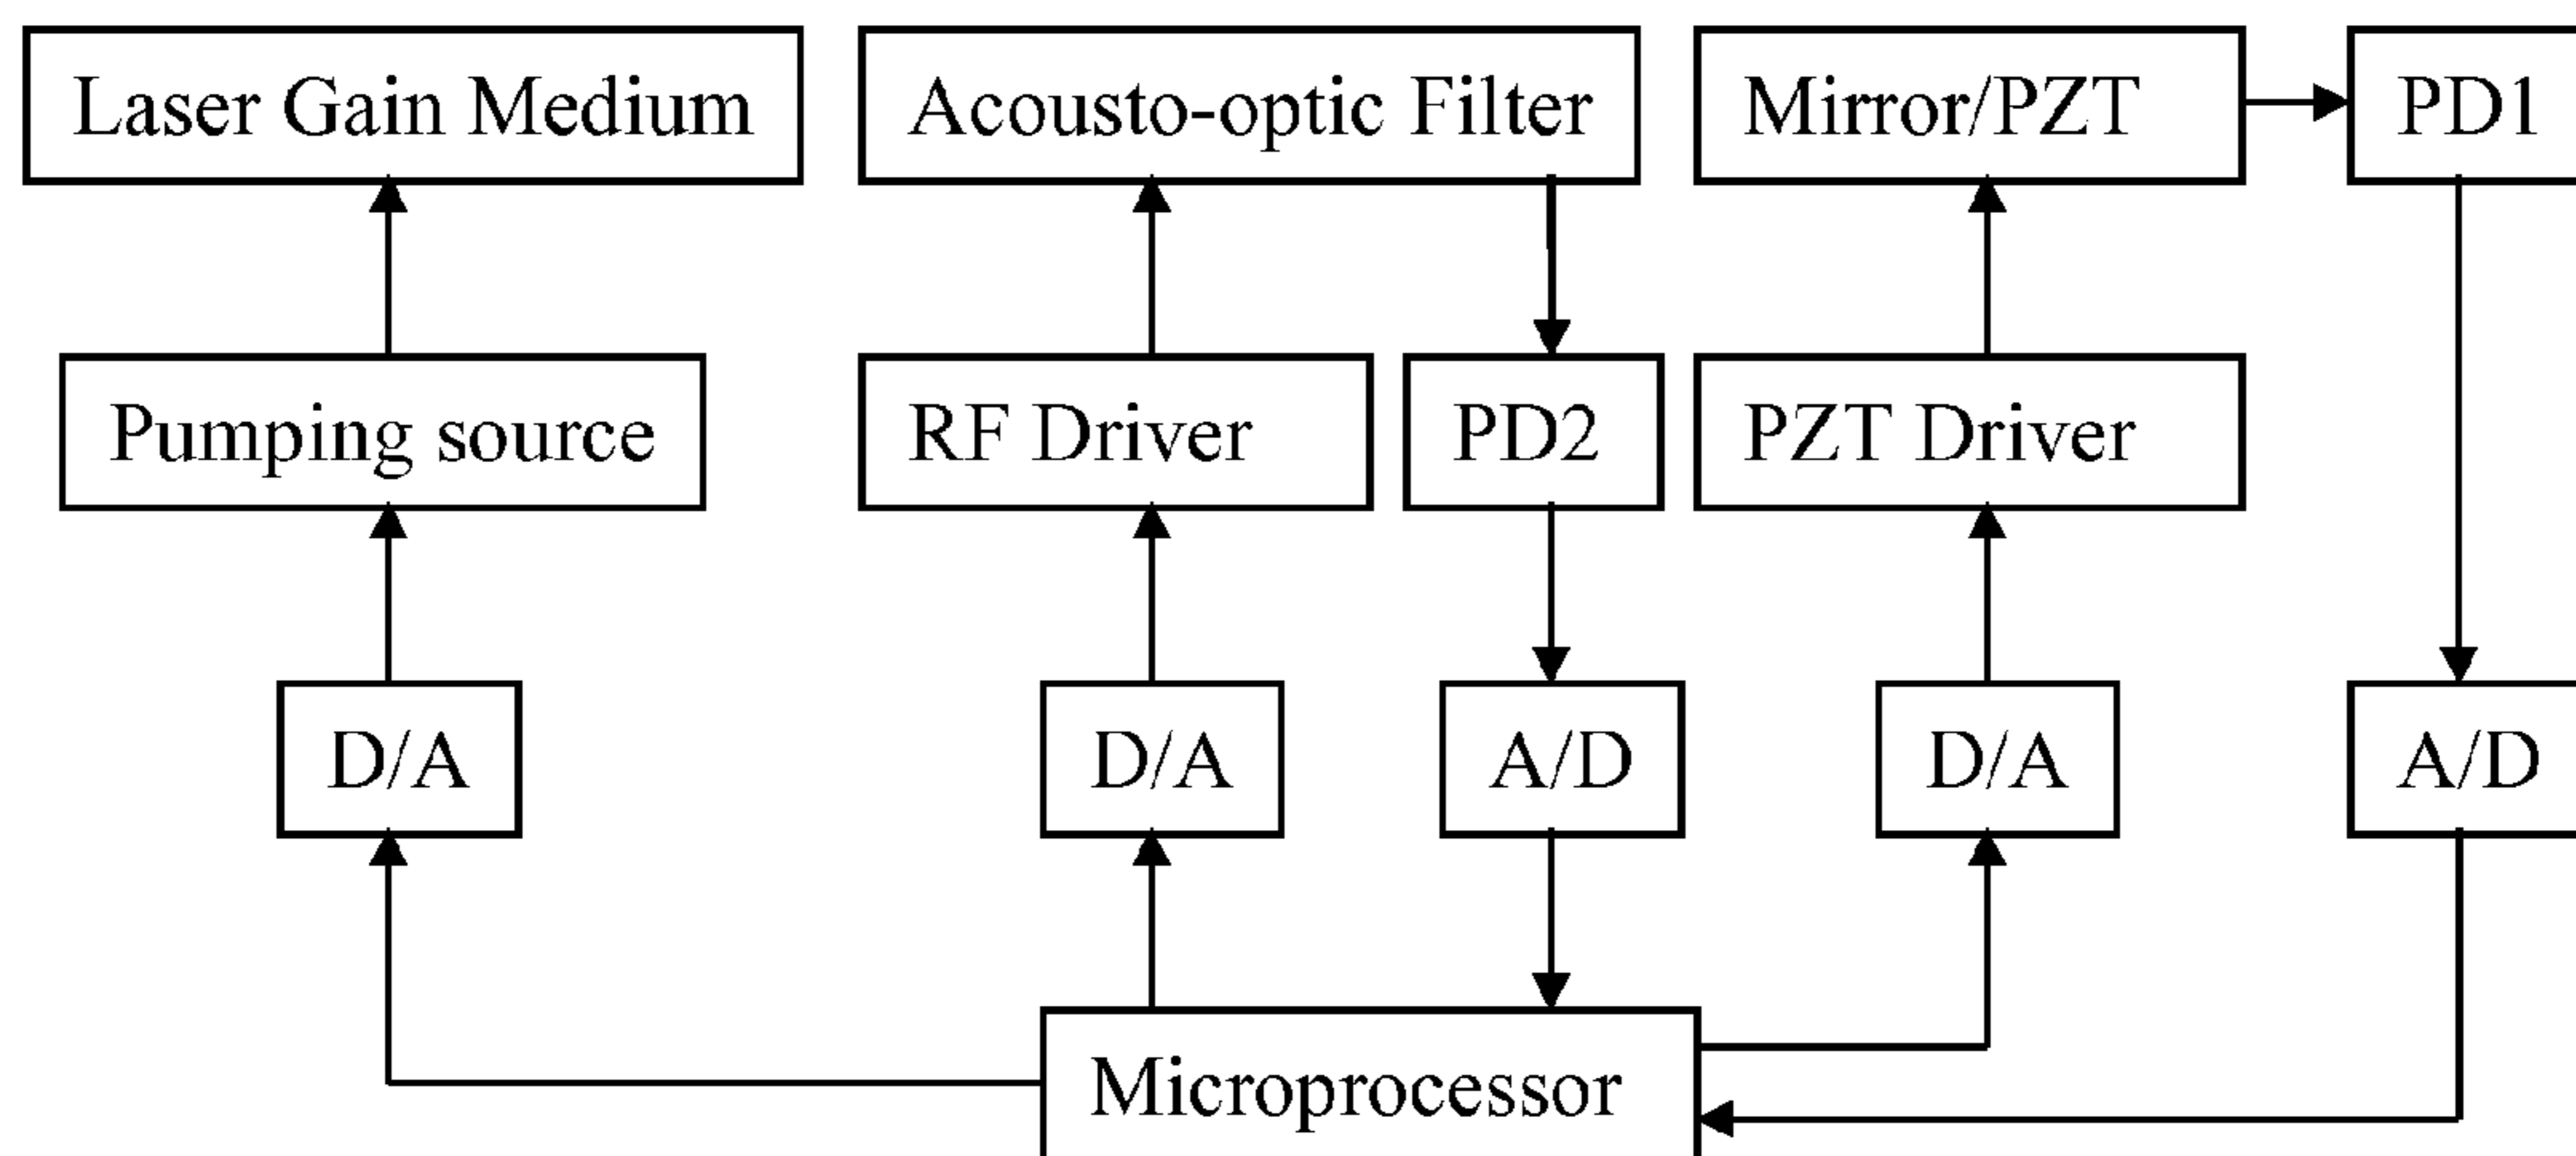 Laser Gain Medium
Acousto-optic Filter
Mirror/PZT
PD1
Pumping source
RF Driver
PD2
PZT Driver
D/A
D/A
A/D
D/A
A/D
Microprocessor